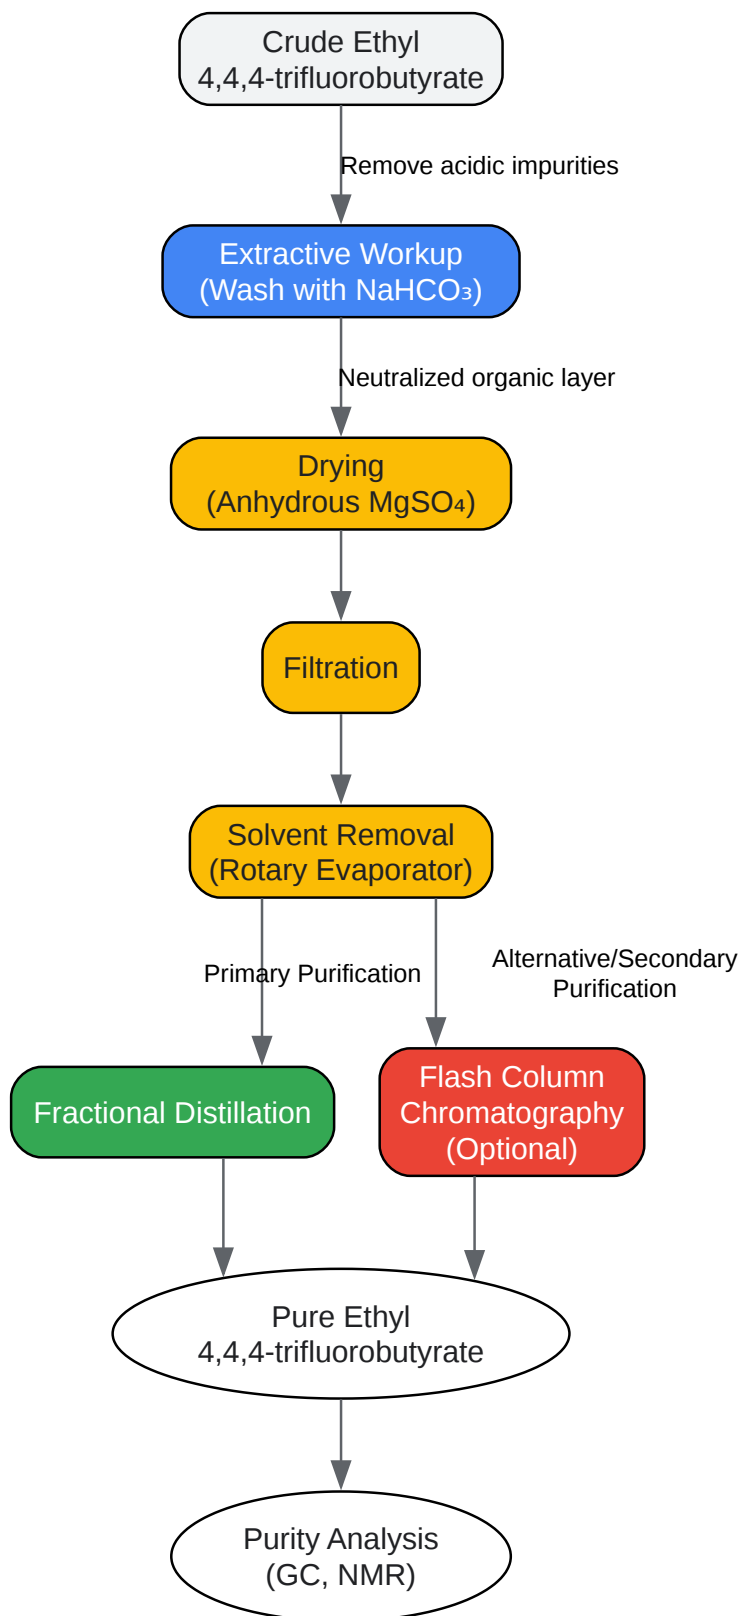 Crude Ethyl
4,4,4-trifluorobutyrate
Remove acidic impurities
Extractive Workup
(Wash with NaHCO₃)
Neutralized organic layer
Drying
(Anhydrous MgSO₄)
Filtration
Solvent Removal
(Rotary Evaporator)
Primary Purification
Alternative/Secondary
Purification
Fractional Distillation
Flash Column
Chromatography
(Optional)
Pure Ethyl
4,4,4-trifluorobutyrate
Purity Analysis
(GC, NMR)